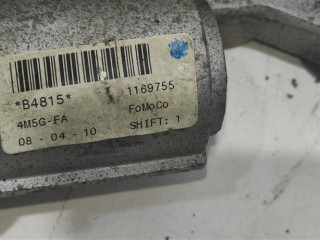 *B4815* 1169755
4M5G-FA FoMoCo
08 - 04 - 10 SHIFT: 1